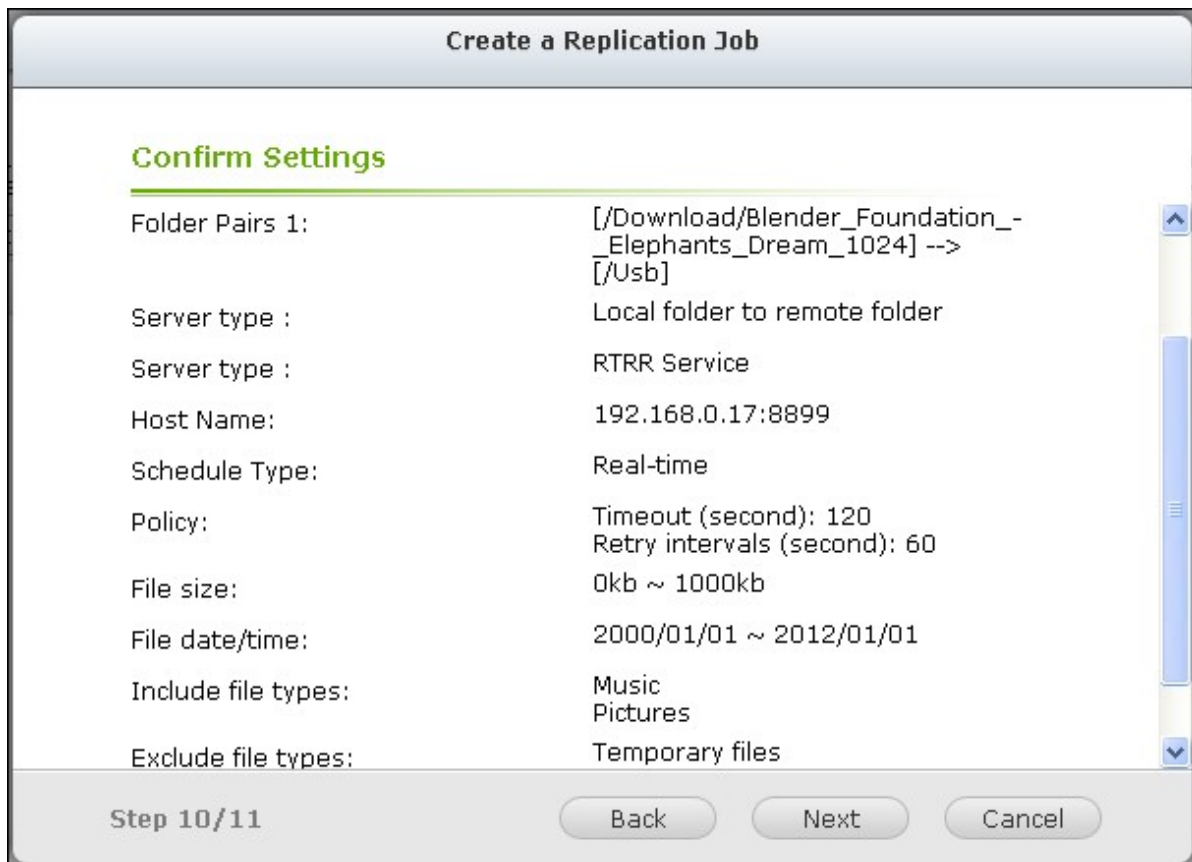 Create a Replication Job
Confirm Settings
Folder Pairs 1:
[/Download/Blender_Foundation_-
_Elephants_Dream_1024] -->
[/Usb]
Server type :
Local folder to remote folder
Server type :
RTRR Service
Host Name:
192.168.0.17:8899
Schedule Type:
Real-time
Policy:
Timeout (second): 120
Retry intervals (second): 60
File size:
0kb ~ 1000kb
File date/time:
2000/01/01 ~ 2012/01/01
Include file types:
Music
Pictures
Exclude file types:
Temporary files
Step 10/11
Back
Next
Cancel